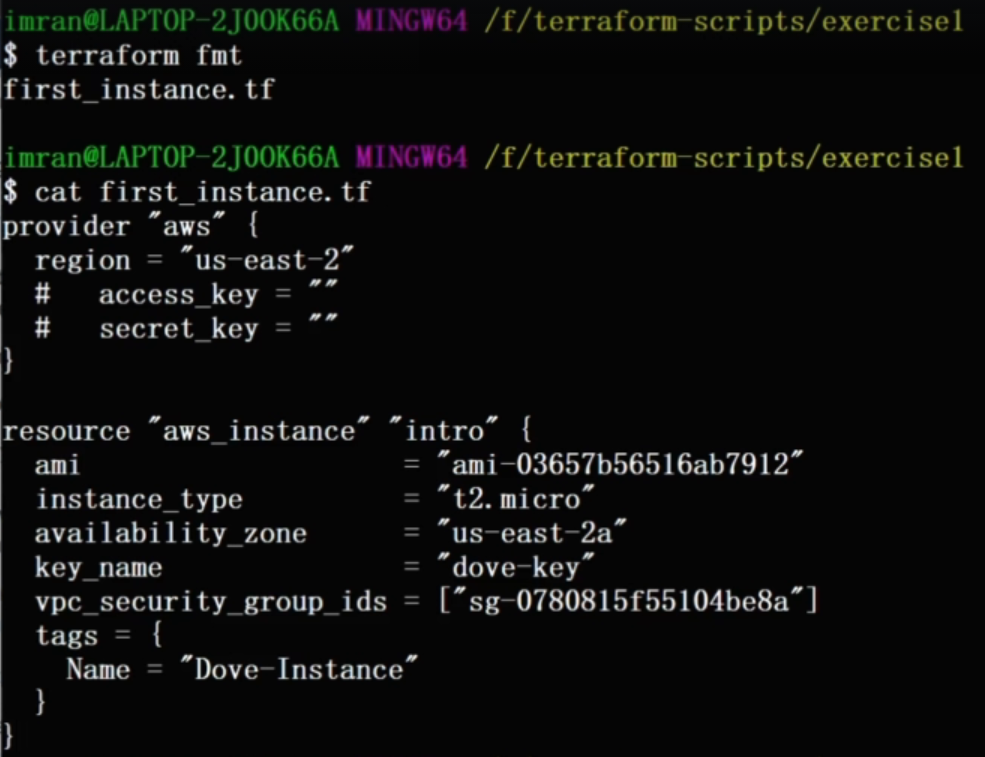 imran@LAPTOP-2JOOK66A MINGW64 /f/terraform-scripts/exercise1
$ terraform fmt
first_instance.tf
imran@LAPTOP-2JOOK66A MINGW64 /f/terraform-scripts/exercise1
$ cat first_instance.tf
provider "aws" {
  region = "us-east-2"
  #   access_key = ""
  #   secret_key = ""
}
resource "aws_instance" "intro" {
  ami                    = "ami-03657b56516ab7912"
  instance_type          = "t2.micro"
  availability_zone      = "us-east-2a"
  key_name               = "dove-key"
  vpc_security_group_ids = ["sg-0780815f55104be8a"]
  tags = {
    Name = "Dove-Instance"
  }
}